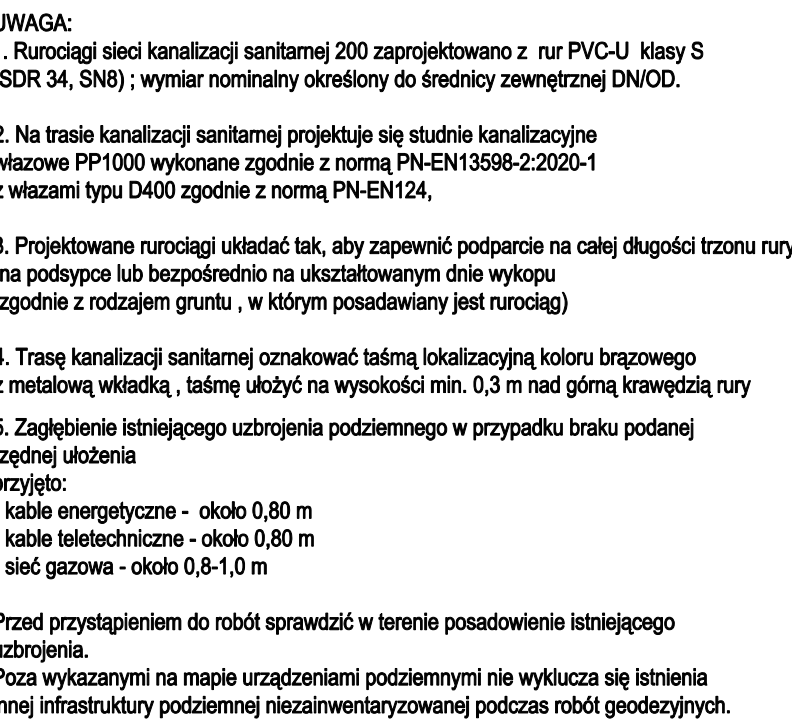 UWAGA:
1. Rurociągi sieci kanalizacji sanitarnej 200 zaprojektowano z rur PVC-U klasy S
(SDR 34, SN8) ; wymiar nominalny określony do średnicy zewnętrznej DN/OD.
2. Na trasie kanalizacji sanitarnej projektuje się studnie kanalizacyjne
włazowe PP1000 wykonane zgodnie z normą PN-EN13598-2:2020-1
z włazami typu D400 zgodnie z normą PN-EN124,
3. Projektowane rurociągi układać tak, aby zapewnić podparcie na całej długości trzonu rury
(na podsypce lub bezpośrednio na ukształtowanym dnie wykopu
zgodnie z rodzajem gruntu , w którym posadawiany jest rurociąg)
4. Trasę kanalizacji sanitarnej oznakować taśmą lokalizacyjną koloru brązowego
z metalową wkładką , taśmę ułożyć na wysokości min. 0,3 m nad górną krawędzią rury
5. Zagłębienie istniejącego uzbrojenia podziemnego w przypadku braku podanej
rzędnej ułożenia
przyjęto:
kable energetyczne - około 0,80 m
kable teletechniczne - około 0,80 m
sieć gazowa - około 0,8-1,0 m
Przed przystąpieniem do robót sprawdzić w terenie posadowienie istniejącego
uzbrojenia.
Poza wykazanymi na mapie urządzeniami podziemnymi nie wyklucza się istnienia
innej infrastruktury podziemnej niezainwentaryzowanej podczas robót geodezyjnych.